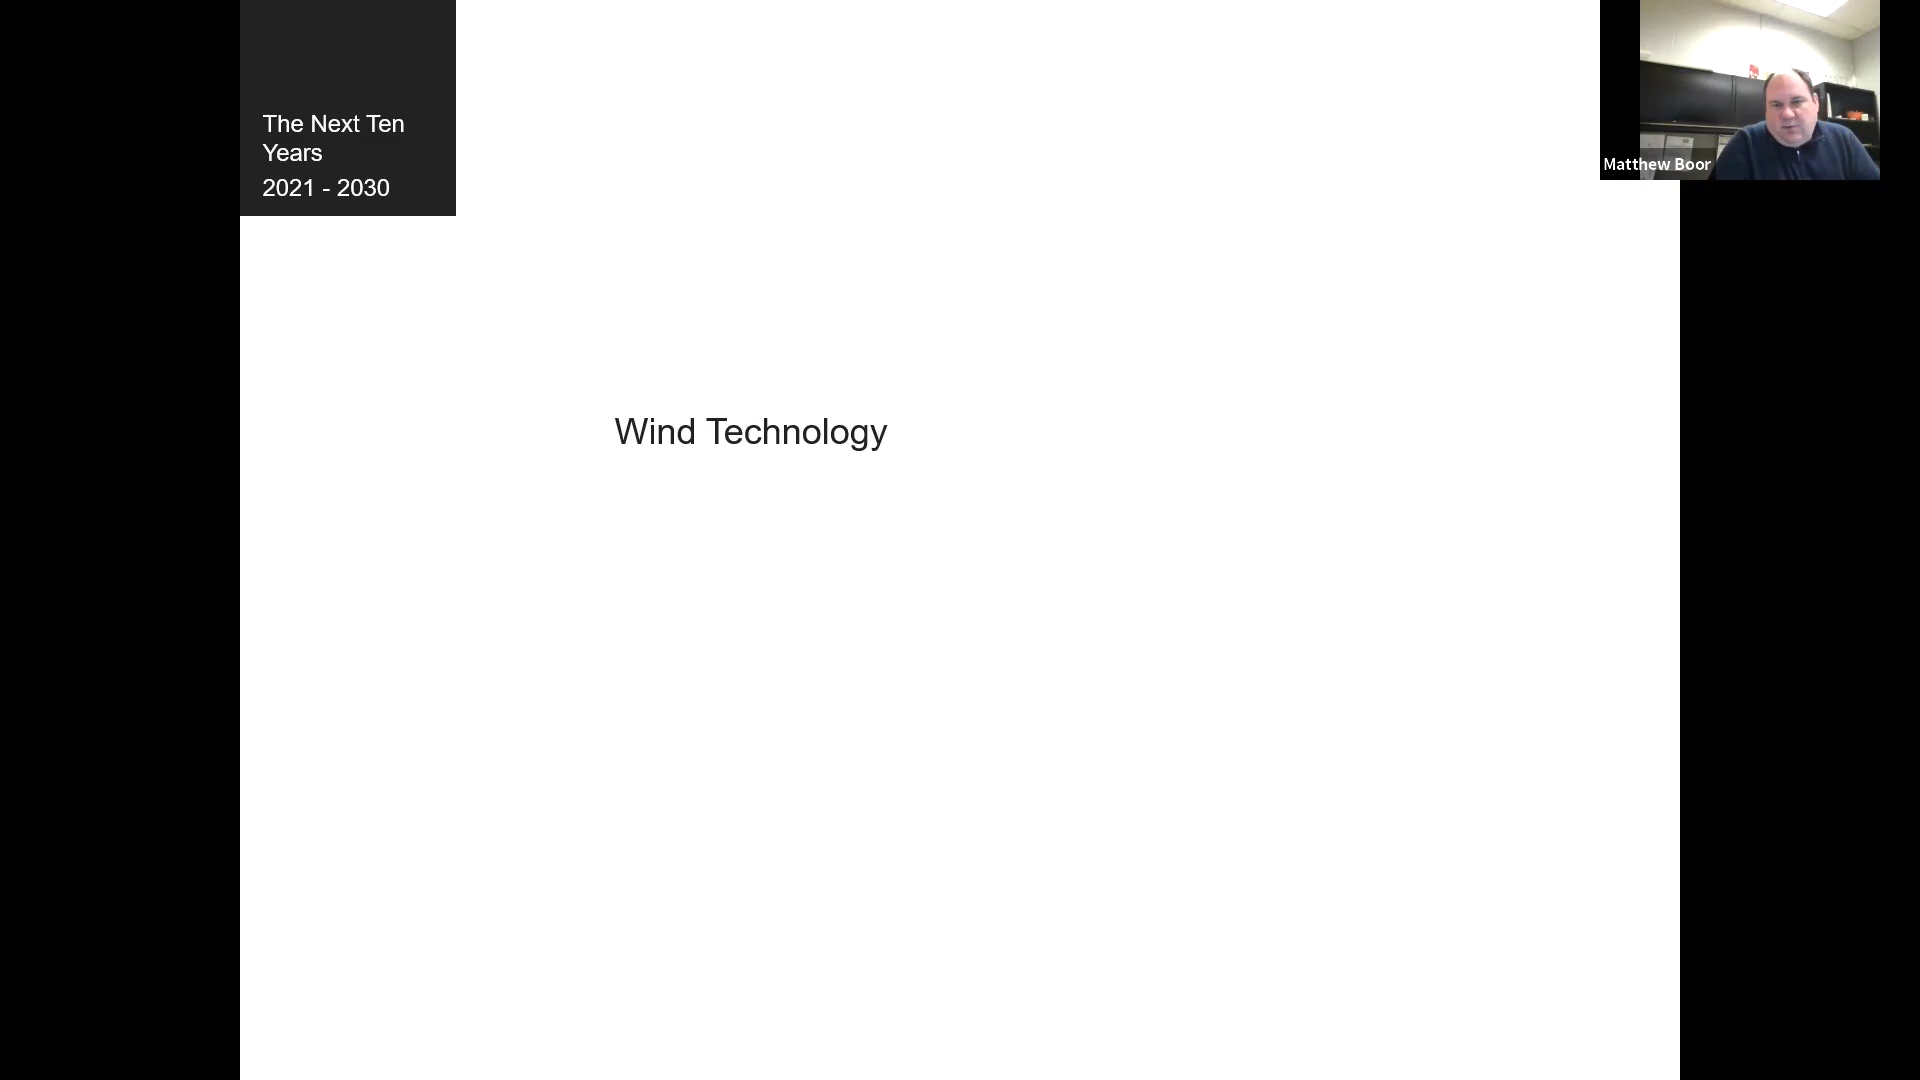 The Next Ten
Years
2021 - 2030
Matthew Boor
Wind Technology